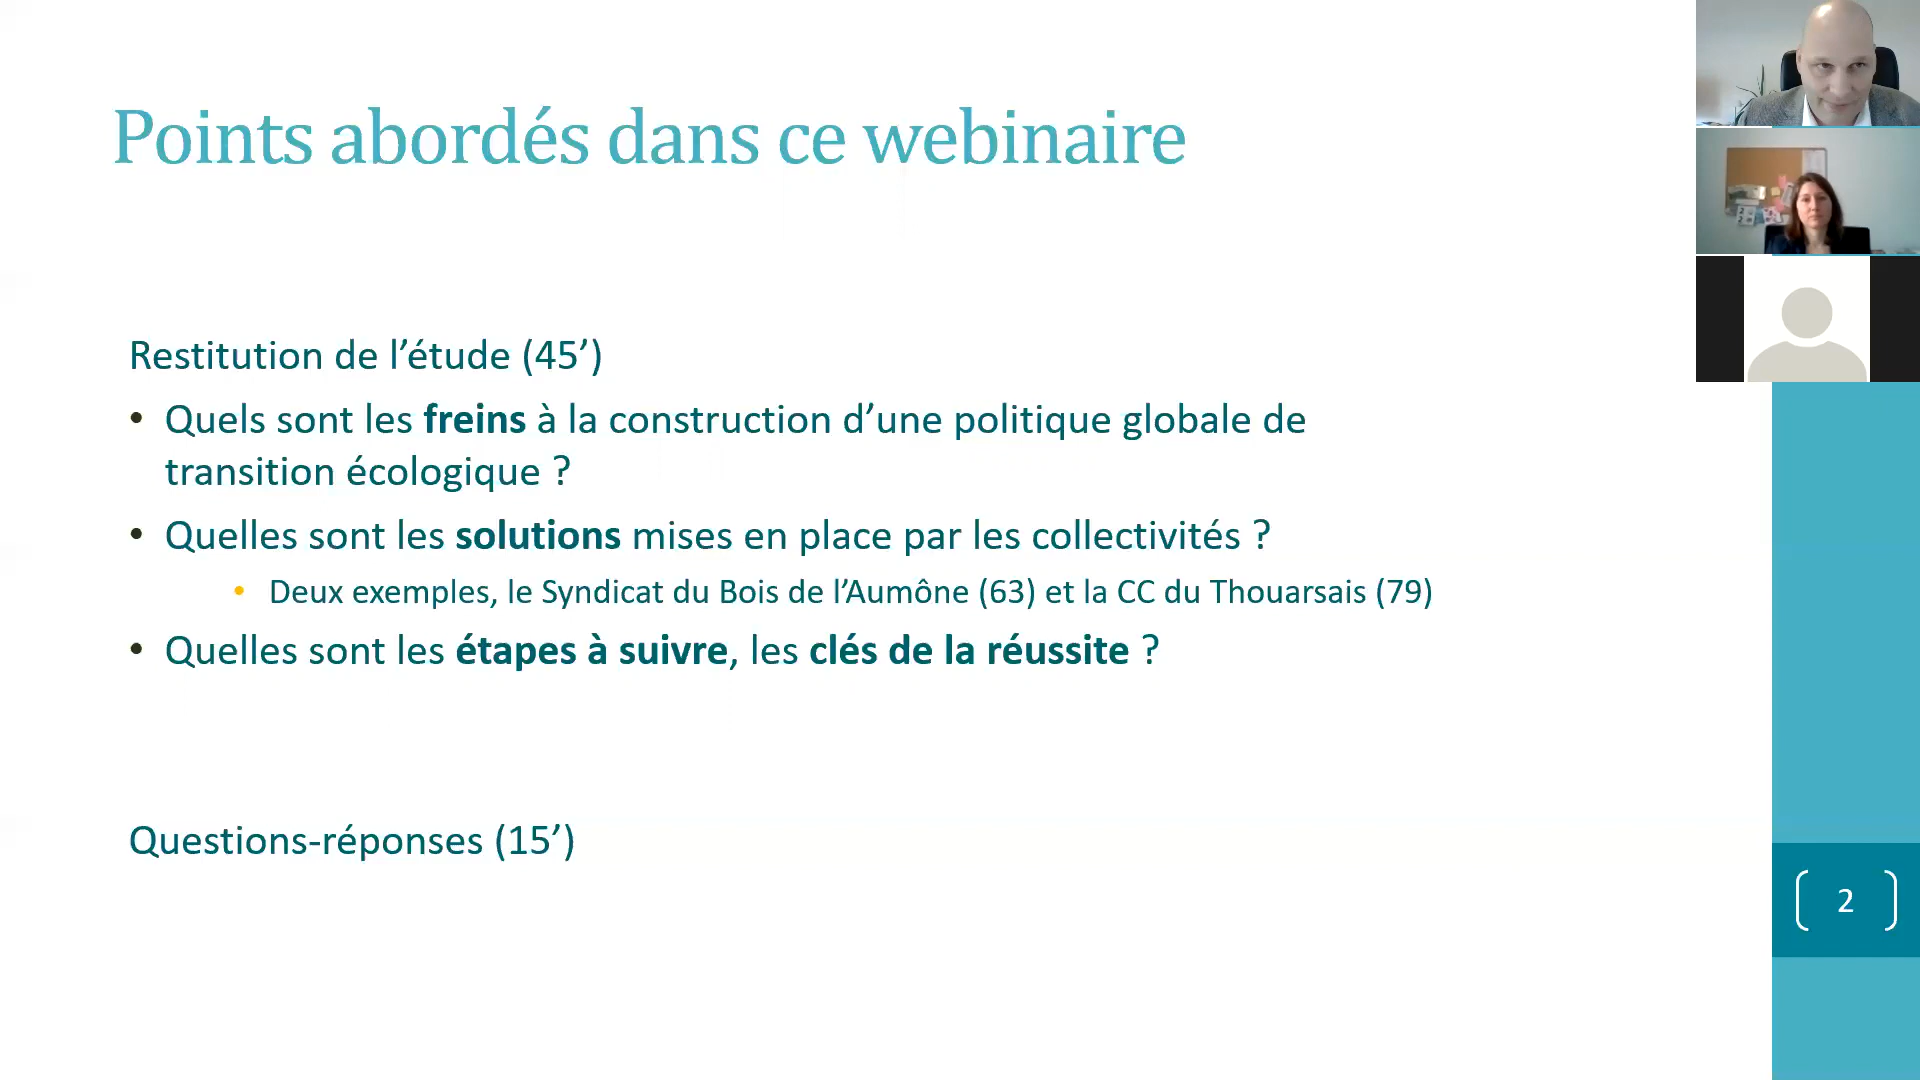 Points abordés dans ce webinaire
Restitution de l’étude (45’)
• Quels sont les freins à la construction d’une politique globale de
transition écologique ?
• Quelles sont les solutions mises en place par les collectivités ?
• Deux exemples, le Syndicat du Bois de l’Aumône (63) et la CC du Thouarsais (79)
• Quelles sont les étapes à suivre, les clés de la réussite ?
Questions-réponses (15’)
2